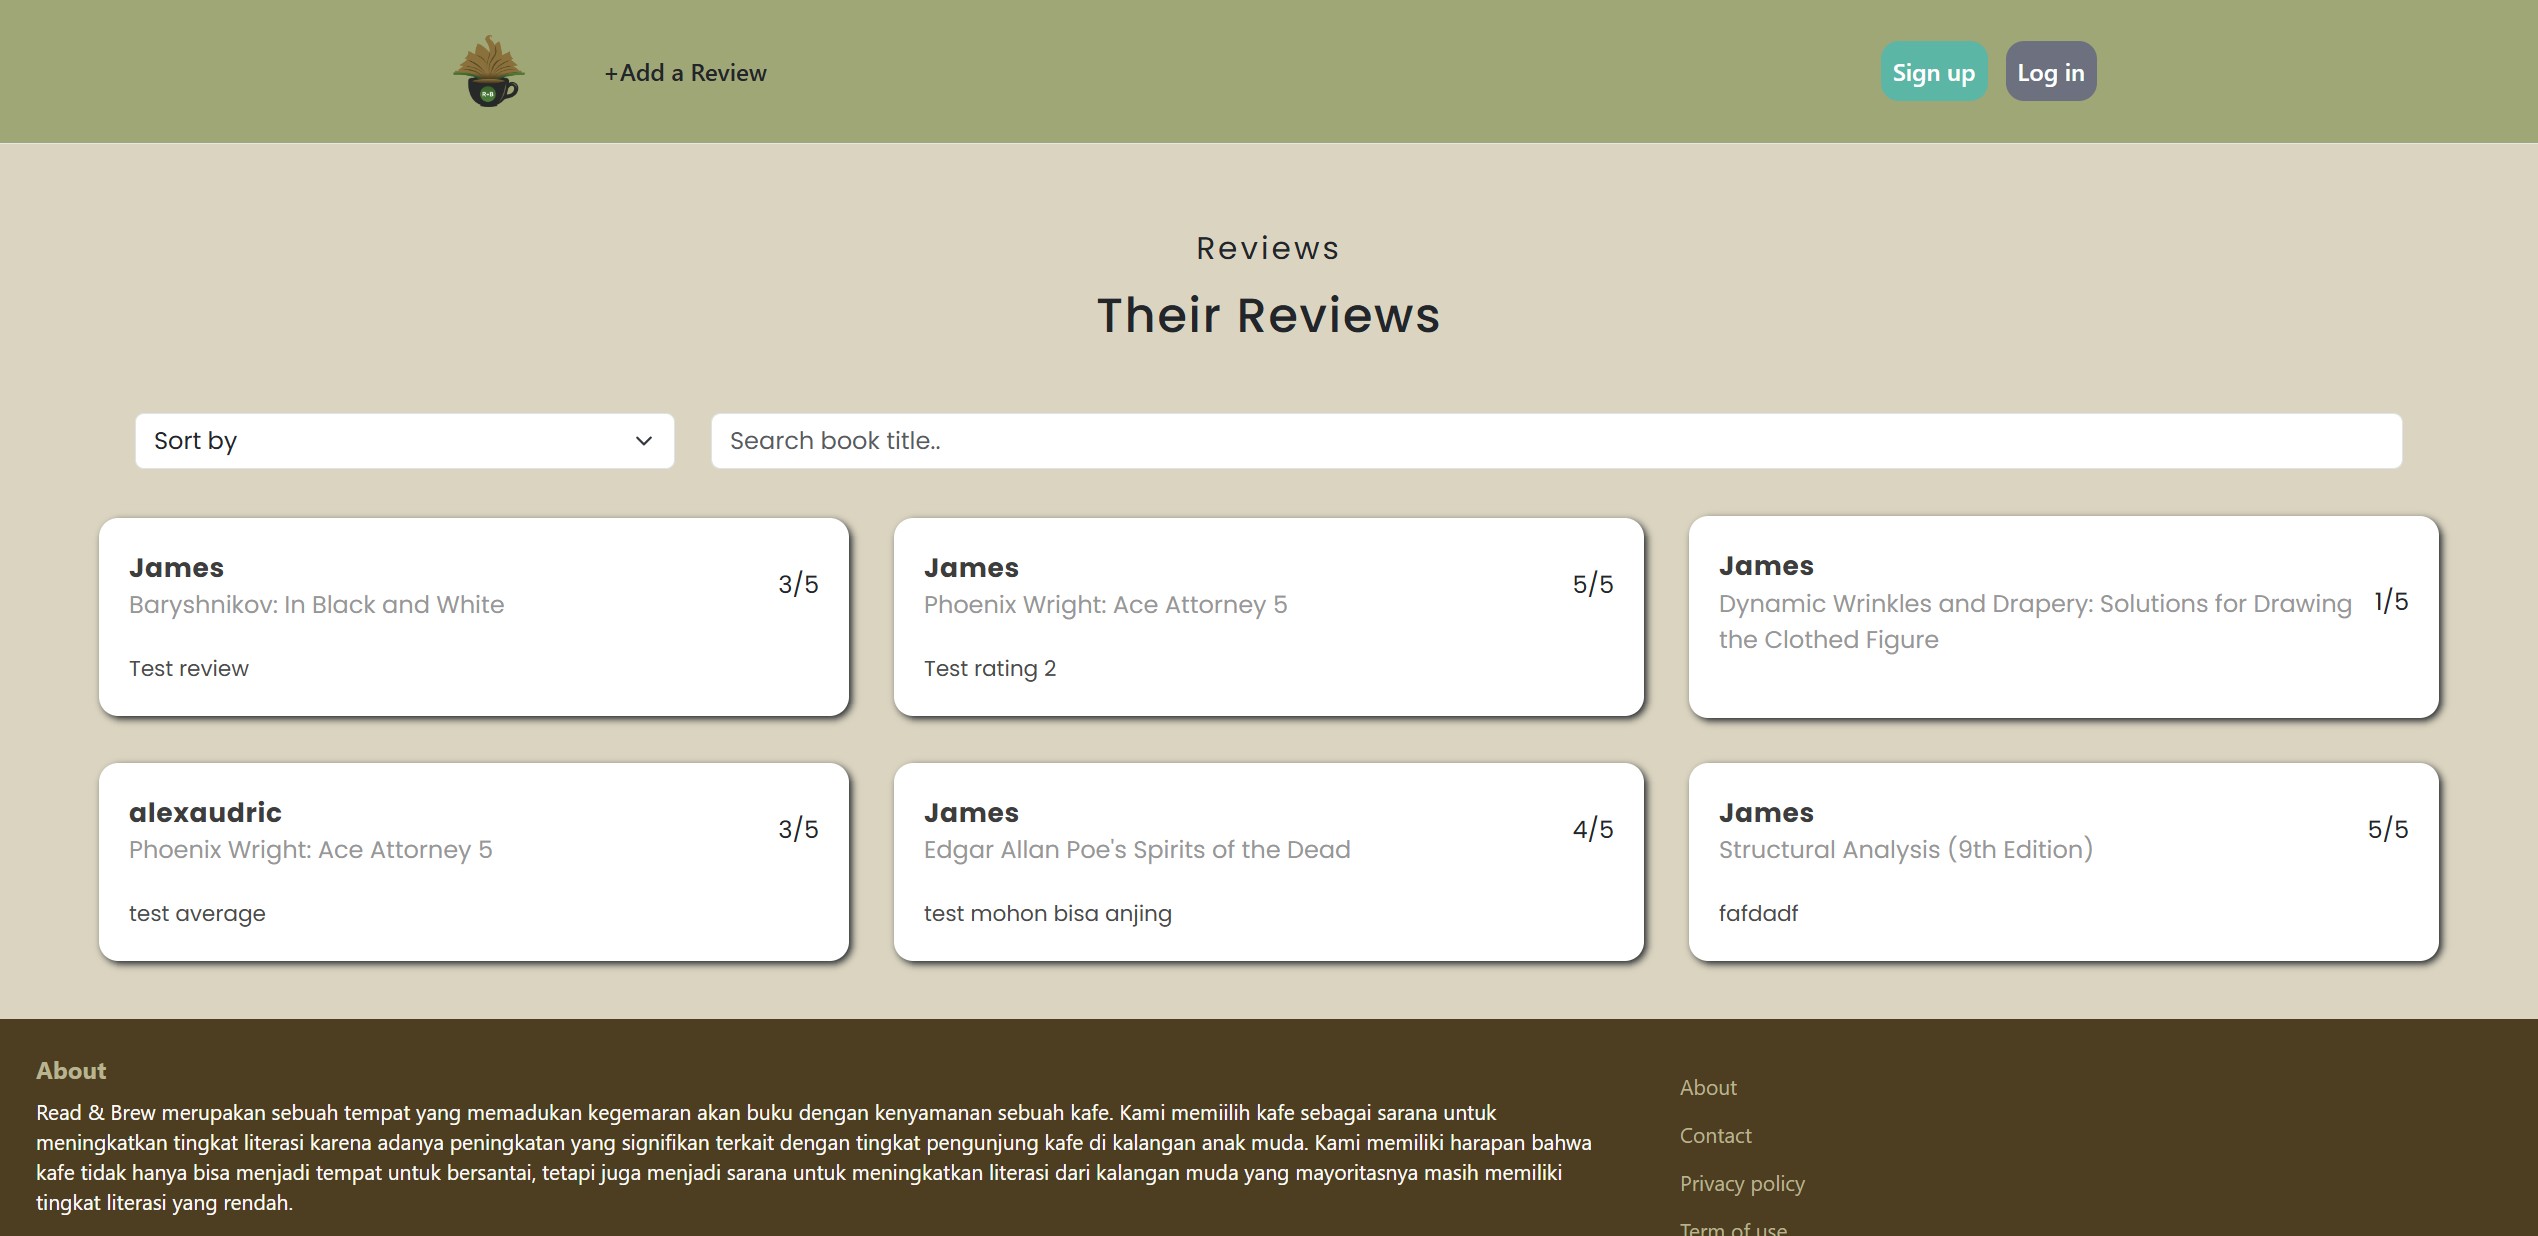 R+B
+Add a Review
Sign up
Log in
Reviews
Their Reviews
Sort by
Search book title..
James
Baryshnikov: In Black and White
3/5
Test review
James
Phoenix Wright: Ace Attorney 5
5/5
Test rating 2
James
Dynamic Wrinkles and Drapery: Solutions for Drawing
the Clothed Figure
1/5
alexaudric
Phoenix Wright: Ace Attorney 5
3/5
test average
James
Edgar Allan Poe's Spirits of the Dead
4/5
test mohon bisa anjing
James
Structural Analysis (9th Edition)
5/5
fafdadf
About
Read & Brew merupakan sebuah tempat yang memadukan kegemaran akan buku dengan kenyamanan sebuah kafe. Kami memiilih kafe sebagai sarana untuk
meningkatkan tingkat literasi karena adanya peningkatan yang signifikan terkait dengan tingkat pengunjung kafe di kalangan anak muda. Kami memiliki harapan bahwa
kafe tidak hanya bisa menjadi tempat untuk bersantai, tetapi juga menjadi sarana untuk meningkatkan literasi dari kalangan muda yang mayoritasnya masih memiliki
tingkat literasi yang rendah.
About
Contact
Privacy policy
Term of use